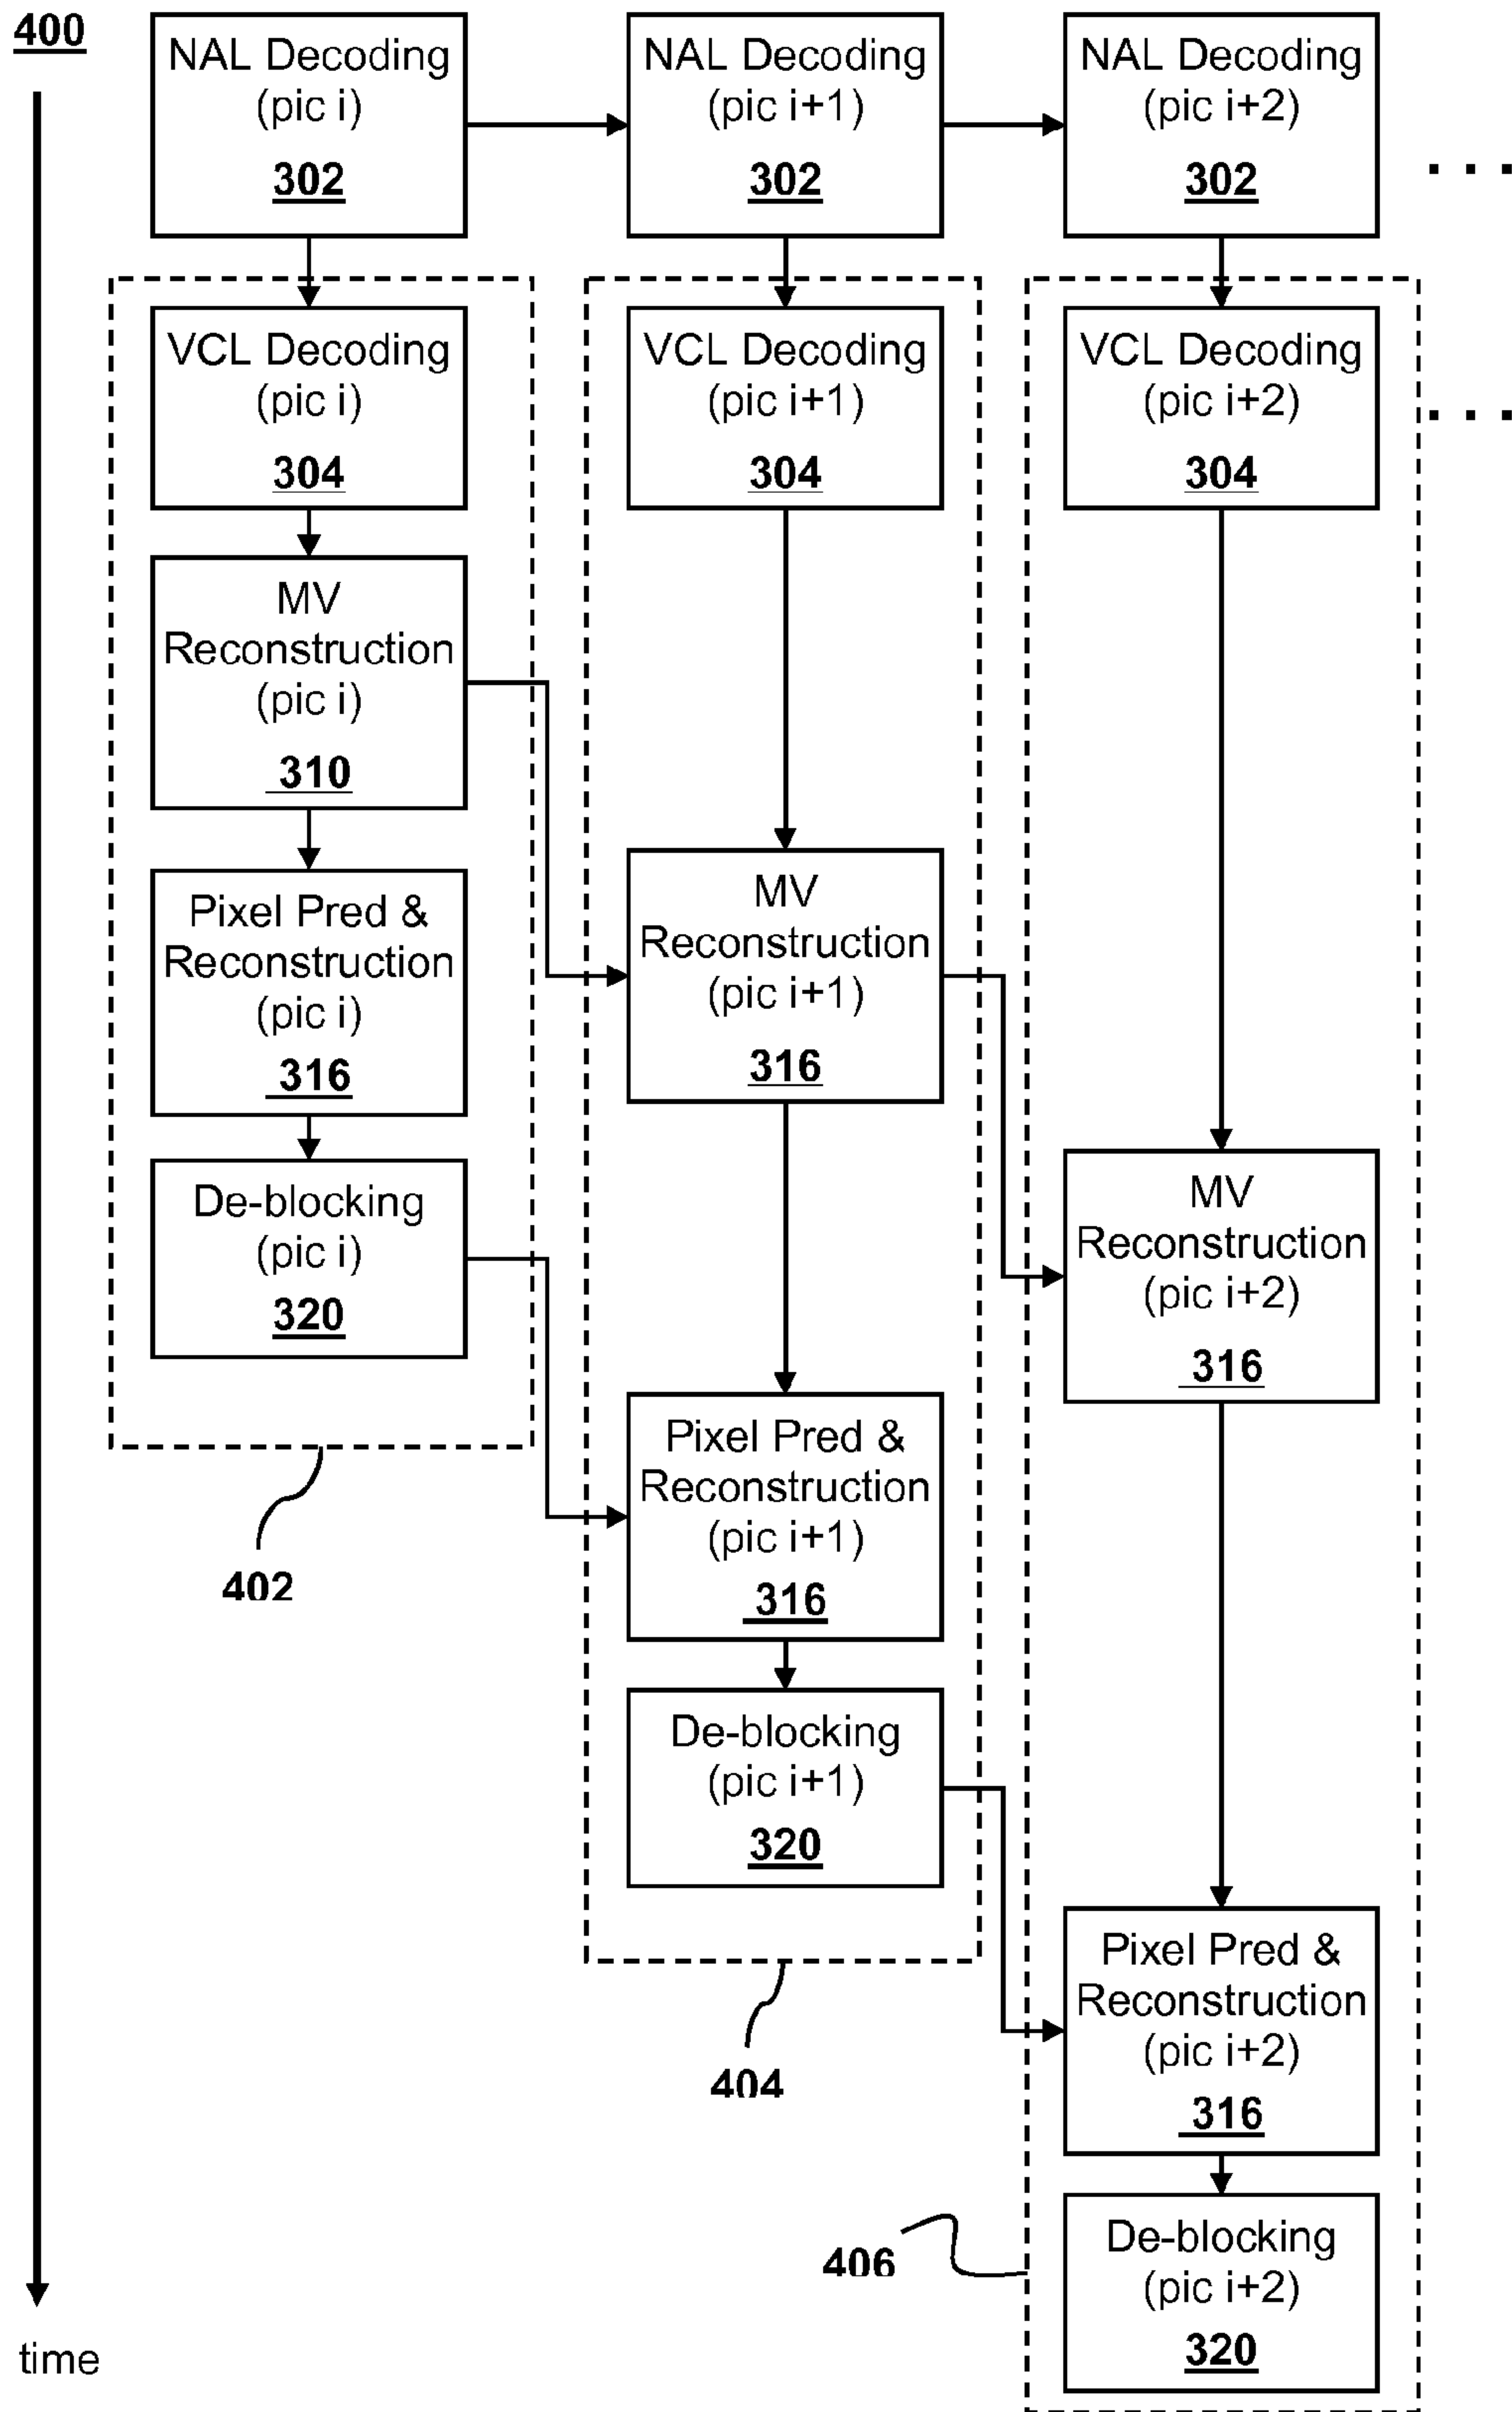 400
NAL Decoding
(pic i)
302
NAL Decoding
(pic i+1)
302
NAL Decoding
(pic i+2)
302
. . .
VCL Decoding
(pic i)
304
VCL Decoding
(pic i+1)
304
VCL Decoding
(pic i+2)
304
. . .
MV
Reconstruction
(pic i)
310
Pixel Pred &
Reconstruction
(pic i)
316
MV
Reconstruction
(pic i+1)
316
De-blocking
(pic i)
320
MV
Reconstruction
(pic i+2)
316
402
Pixel Pred &
Reconstruction
(pic i+1)
316
De-blocking
(pic i+1)
320
404
Pixel Pred &
Reconstruction
(pic i+2)
316
406
De-blocking
(pic i+2)
320
time